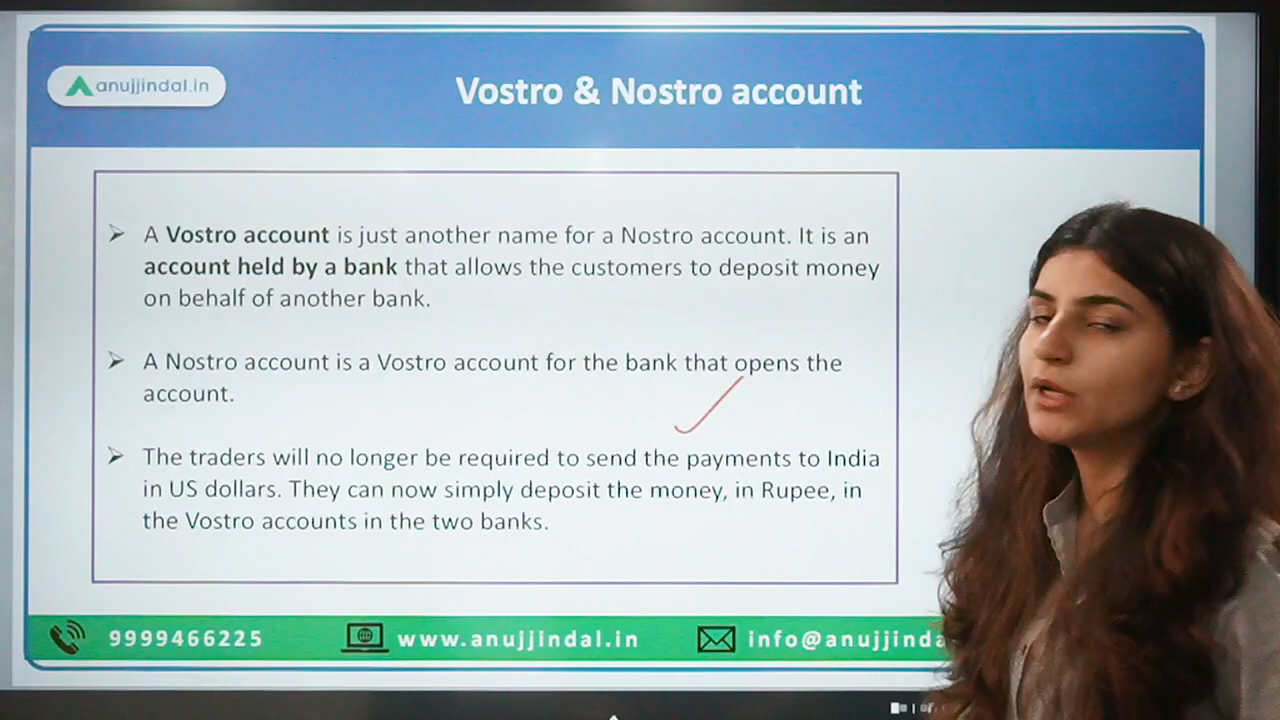 anujjindal.in
Vostro & Nostro account
➢ A Vostro account is just another name for a Nostro account. It is an
account held by a bank that allows the customers to deposit money
on behalf of another bank.
➢ A Nostro account is a Vostro account for the bank that opens the
account.
➢ The traders will no longer be required to send the payments to India
in US dollars. They can now simply deposit the money, in Rupee, in
the Vostro accounts in the two banks.
9999466225 www.anujjindal.in info@anujjinda